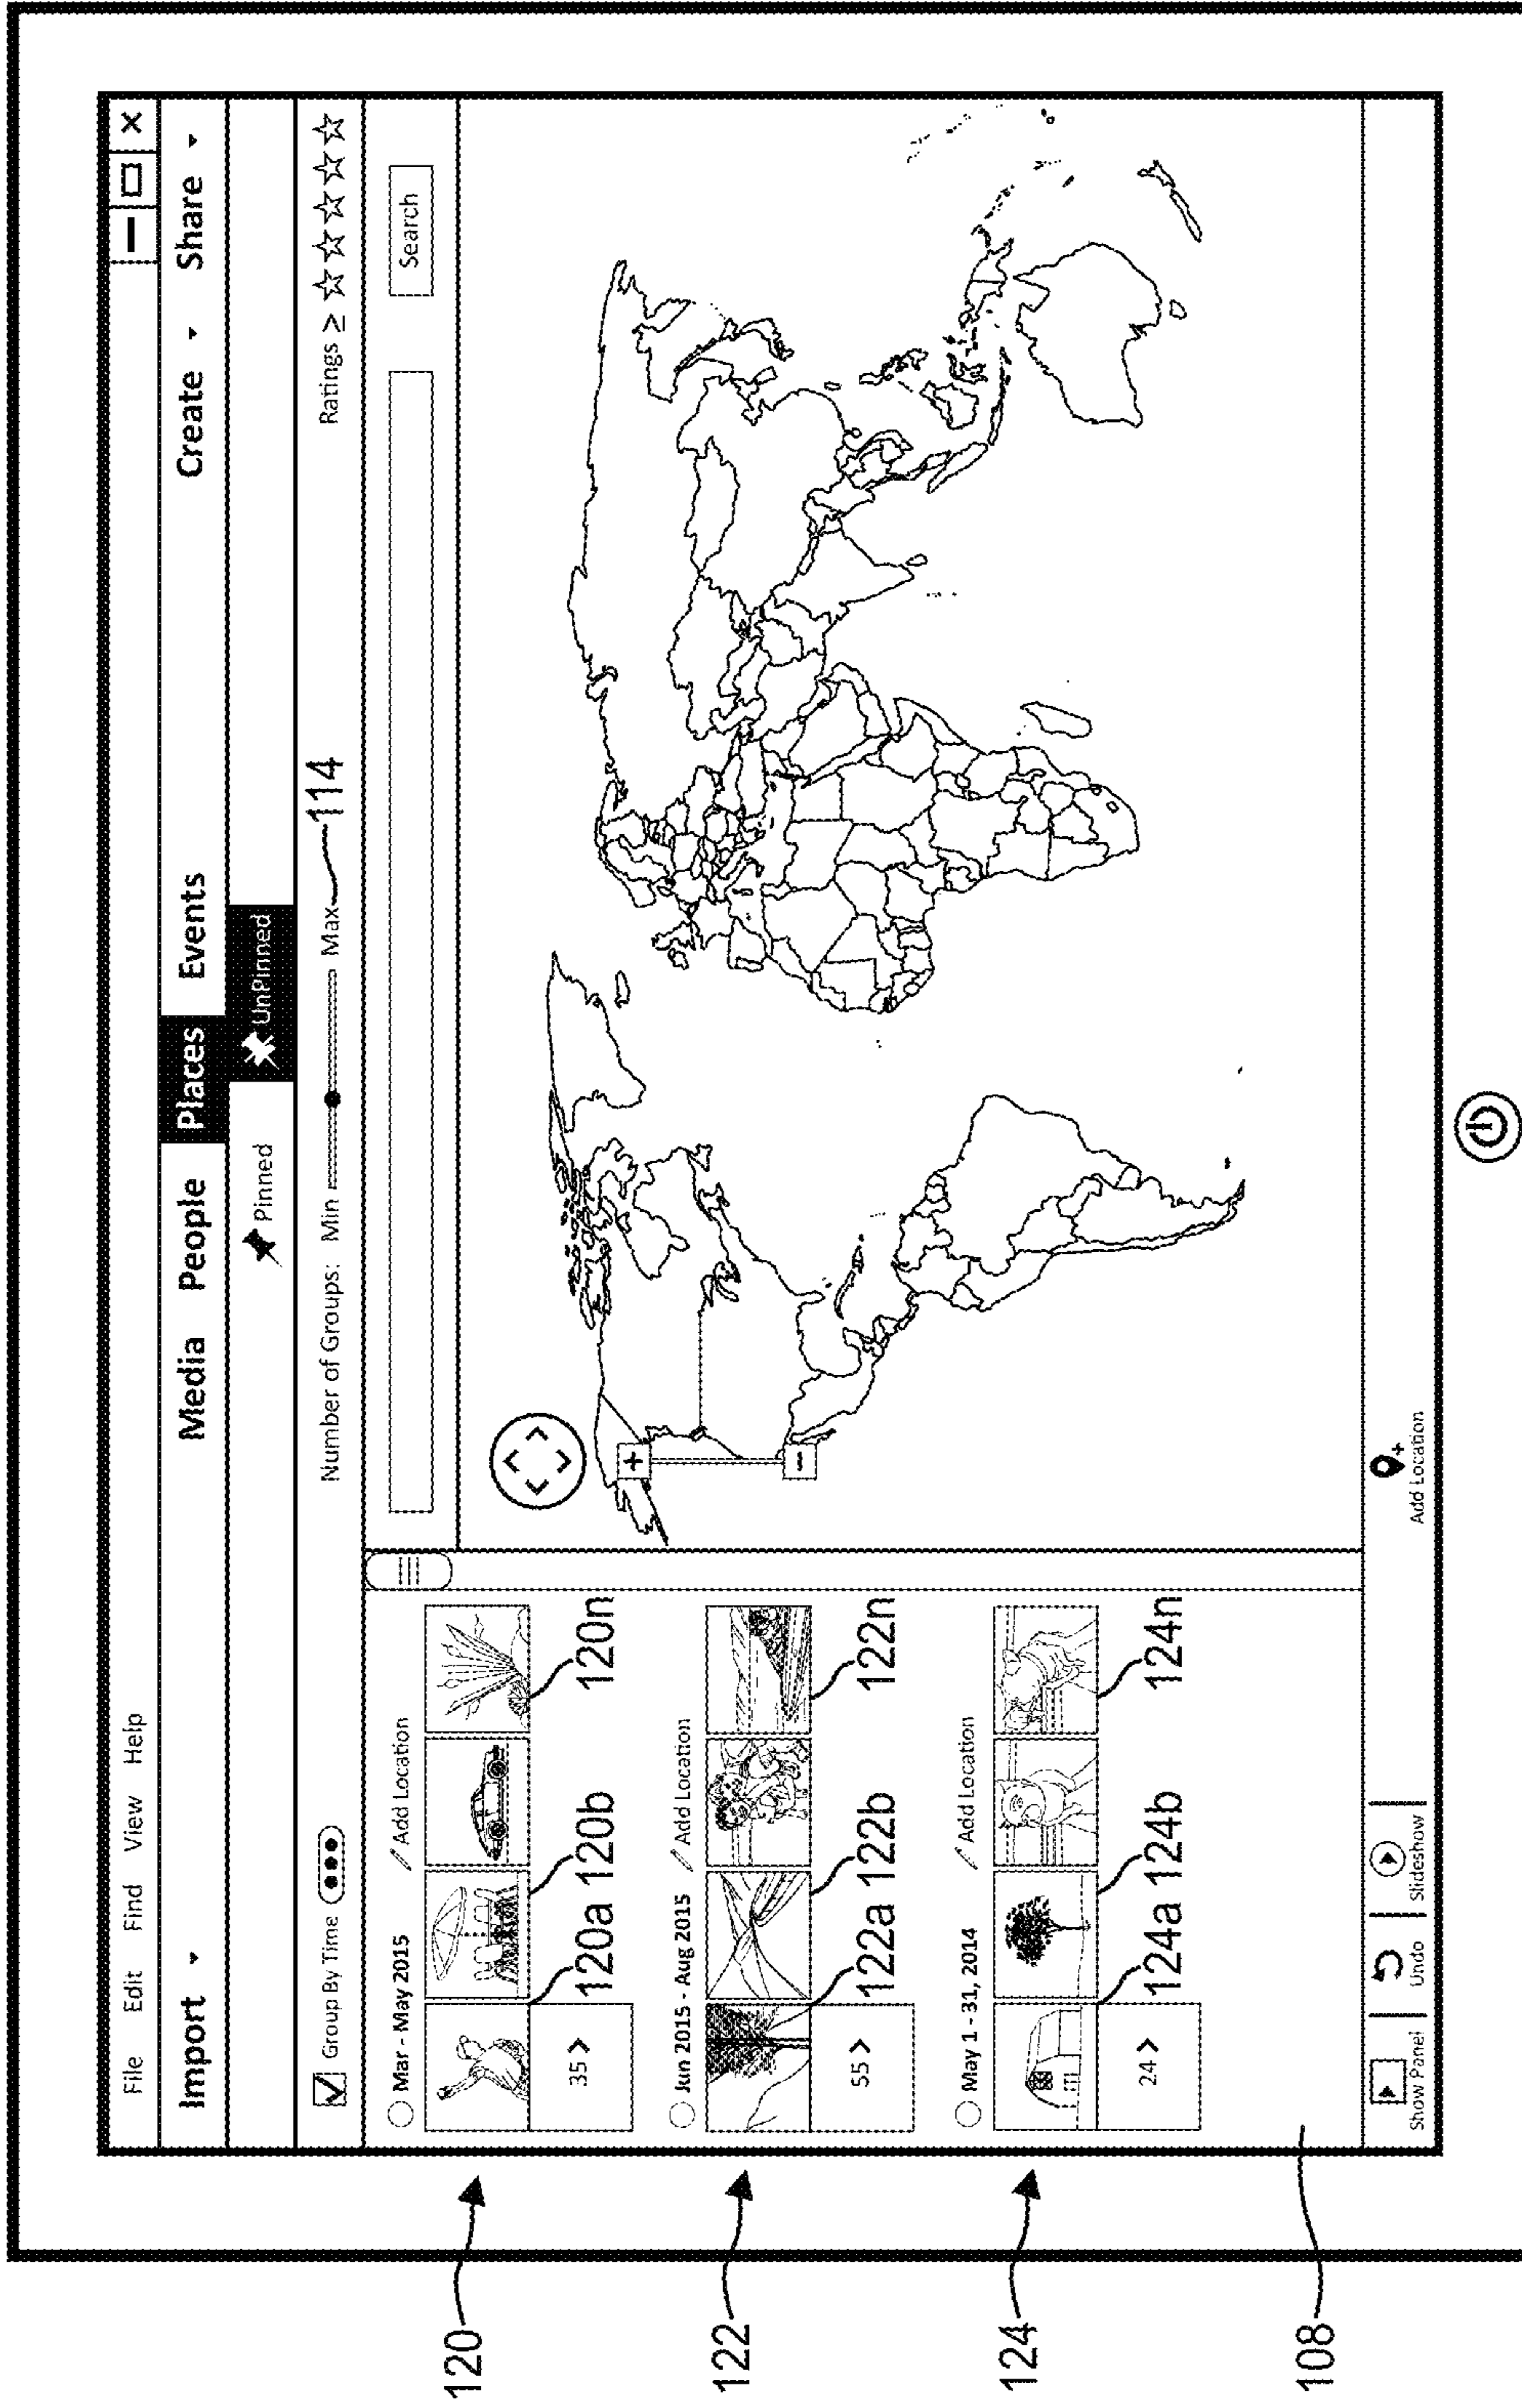 File Edit Find View Help
Import Media People Places Events Create Share
Pinned UnPinned
Group By Time Number of Groups: Min Max 114 Ratings ≥
Search
Mar - May 2015 Add Location
120
35 >
120a 120b 120n
Jun 2015 - Aug 2015 Add Location
122
55 >
122a 122b 122n
May 1 - 31, 2014 Add Location
124
24 >
124a 124b 124n
108
Show Panel Undo Slideshow Add Location